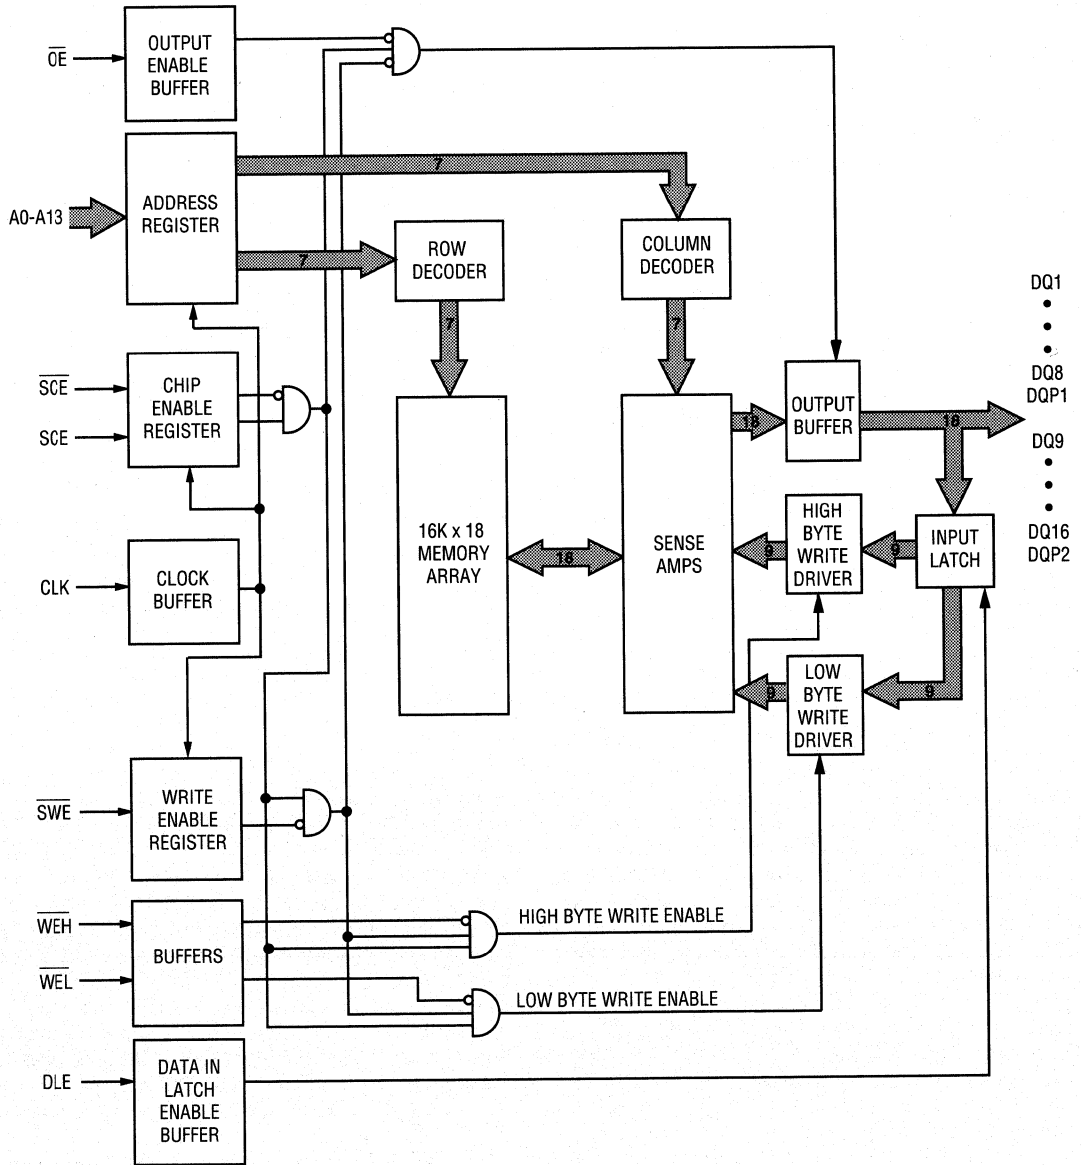 OE
OUTPUT
ENABLE
BUFFER
A0-A13
ADDRESS
REGISTER
7
7
ROW
DECODER
COLUMN
DECODER
7
7
SCE
SCE
CHIP
ENABLE
REGISTER
CLK
CLOCK
BUFFER
16K x 18
MEMORY
ARRAY
18
SENSE
AMPS
18
OUTPUT
BUFFER
18
DQ1
DQ8
DQP1
DQ9
DQ16
DQP2
HIGH
BYTE
WRITE
DRIVER
9
9
INPUT
LATCH
LOW
BYTE
WRITE
DRIVER
9
9
SWE
WRITE
ENABLE
REGISTER
WEH
WEL
BUFFERS
HIGH BYTE WRITE ENABLE
LOW BYTE WRITE ENABLE
DLE
DATA IN
LATCH
ENABLE
BUFFER